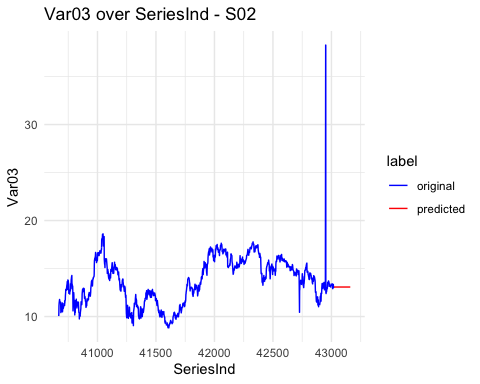 Var03 over SeriesInd - S02
Var03
30
20
10
41000 41500 42000 42500 43000
SeriesInd
label
original
predicted